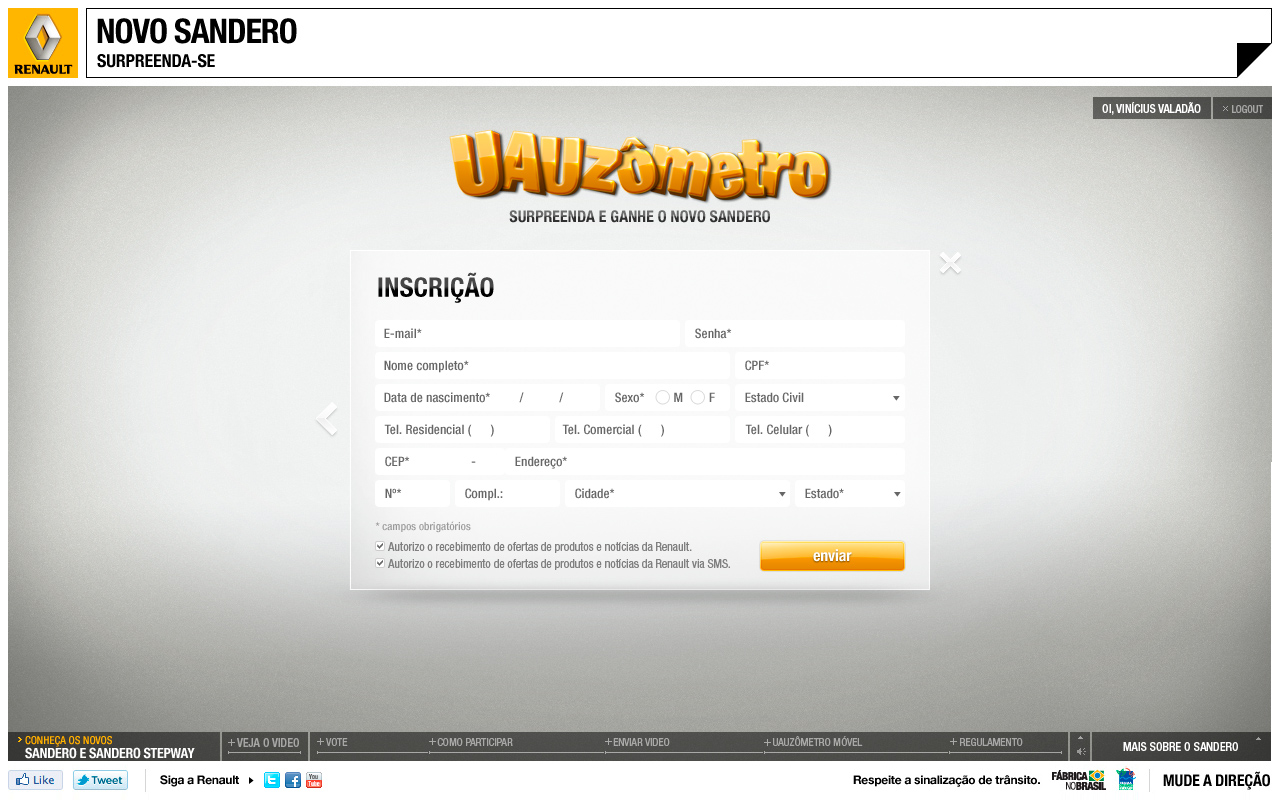 RENAULT
NOVO SANDERO
SURPREENDA-SE
OI, VINÍCIUS VALADÃO
× LOGOUT
UAUzômetro
SURPREENDA E GANHE O NOVO SANDERO
INSCRIÇÃO
E-mail* Senha*
Nome completo* CPF*
Data de nascimento* / / Sexo* M F Estado Civil
Tel. Residencial ( ) Tel. Comercial ( ) Tel. Celular ( )
CEP* - Endereço*
Nº* Compl.: Cidade* Estado*
* campos obrigatórios
Autorizo o recebimento de ofertas de produtos e notícias da Renault.
Autorizo o recebimento de ofertas de produtos e notícias da Renault via SMS.
enviar
> CONHEÇA OS NOVOS
SANDERO E SANDERO STEPWAY
+ VEJA O VIDEO
+ VOTE
+ COMO PARTICIPAR
+ ENVIAR VIDEO
+ UAUZÔMETRO MÓVEL
+ REGULAMENTO
MAIS SOBRE O SANDERO
Like
Tweet
Siga a Renault
You Tube
Respeite a sinalização de trânsito.
FÁBRICA
NO BRASIL
MUDE A DIREÇÃO